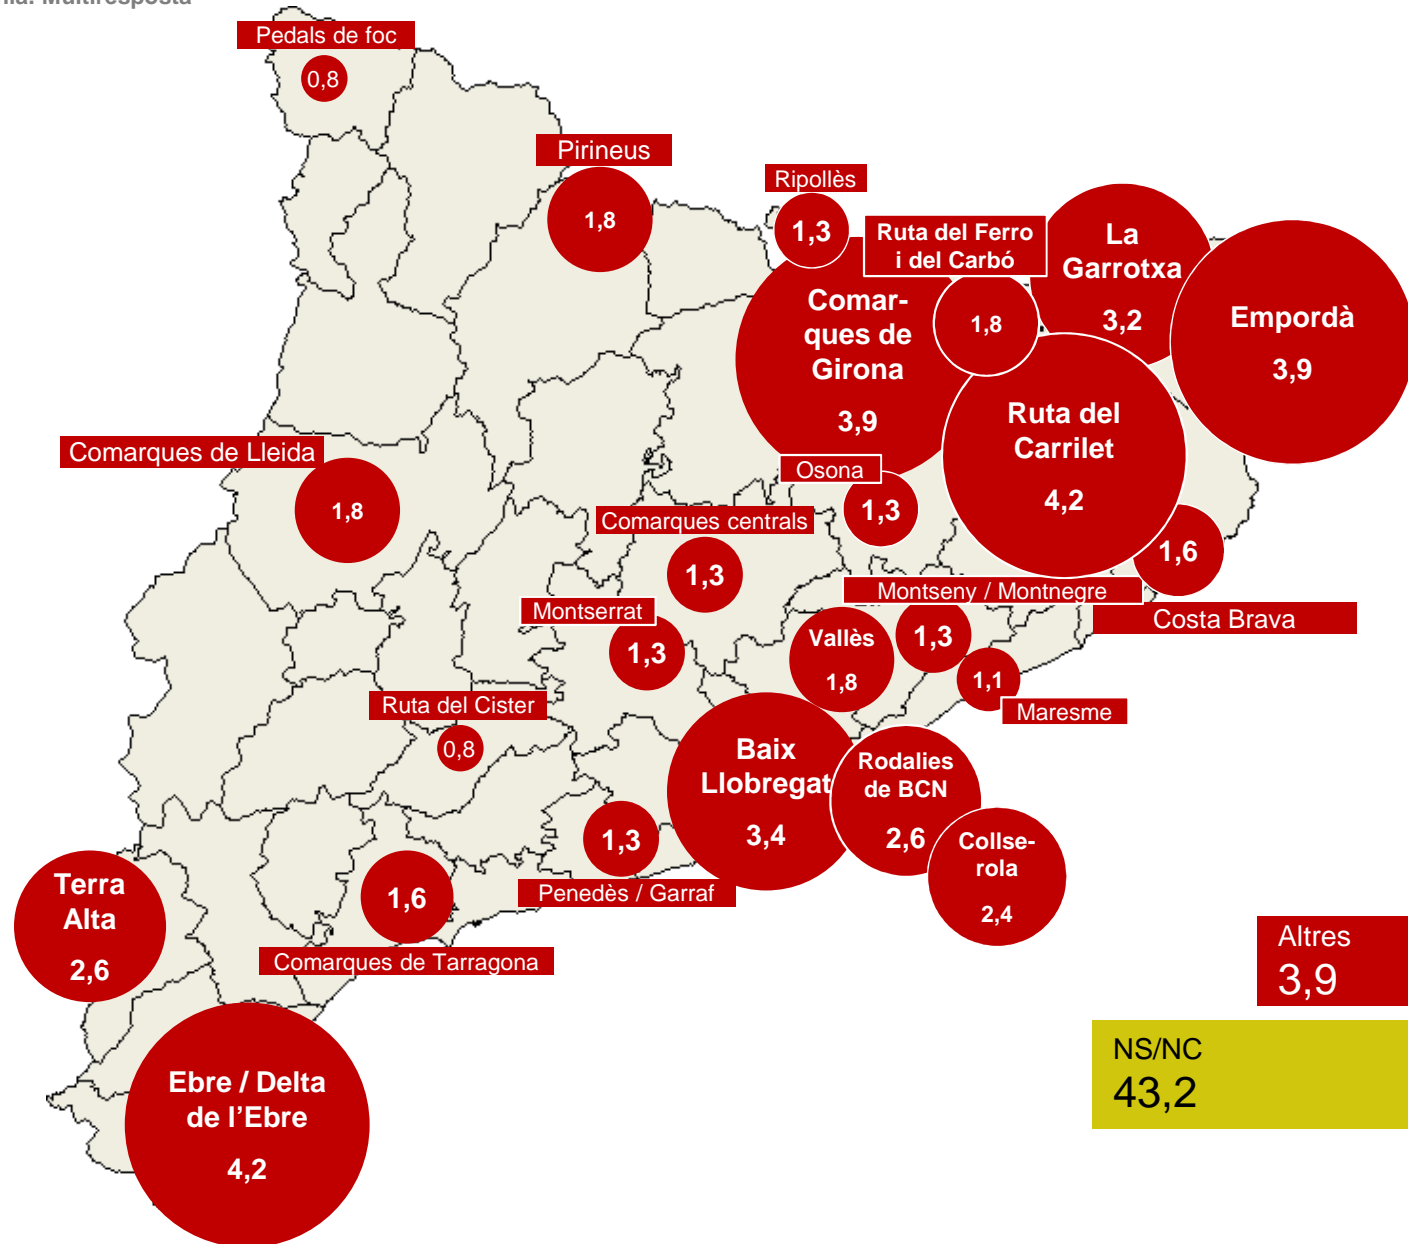 Multiresposta
Pedals de foc
0,8
Pirineus
1,8
Ripollès
1,3
Ruta del Ferro
i del Carbó
1,8
La
Garrotxa
3,2
Empordà
3,9
Comar-
ques de
Girona
3,9
Ruta del
Carrilet
4,2
Comarques de Lleida
1,8
Osona
1,3
Comarques centrals
1,3
1,6
Costa Brava
Montseny / Montnegre
1,3
Montserrat
1,3
Vallès
1,8
1,1
Maresme
Ruta del Cister
0,8
Baix
Llobregat
3,4
Rodalies
de BCN
2,6
Collse-
rola
2,4
1,3
Penedès / Garraf
Terra
Alta
2,6
1,6
Comarques de Tarragona
Altres
3,9
NS/NC
43,2
Ebre / Delta
de l’Ebre
4,2